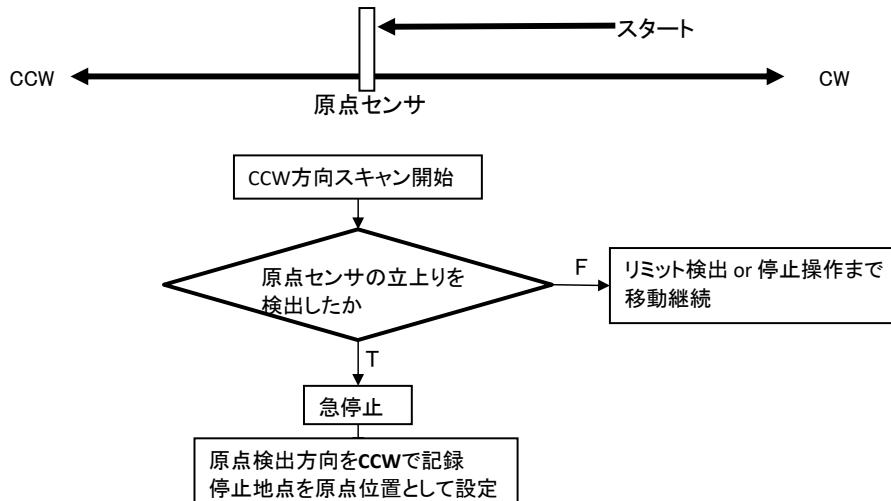 スタート
CCW
CW
原点センサ
CCW方向スキャン開始
原点センサの立上りを
検出したか
F
リミット検出 or 停止操作まで
移動継続
T
急停止
原点検出方向をCCWで記録
停止地点を原点位置として設定